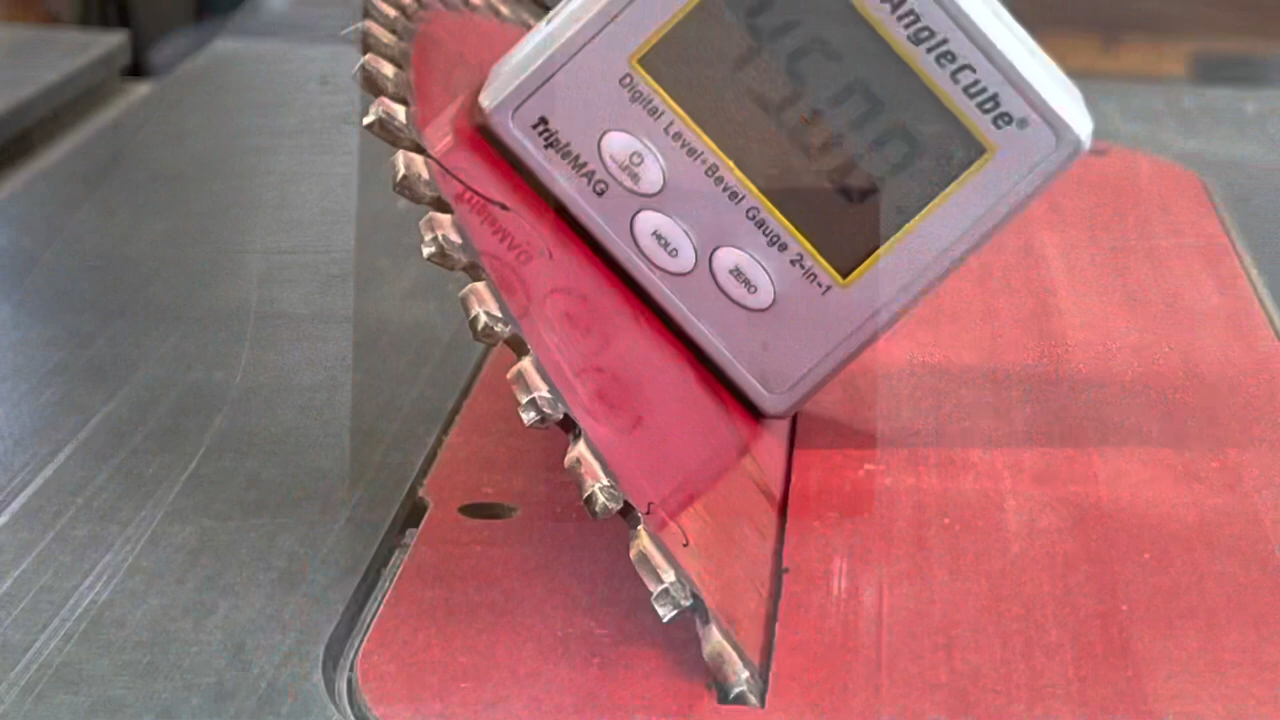 AngleCube®
Digital Level+Bevel Gauge 2-in-1
TripleMAG
LEVEL
HOLD
ZERO